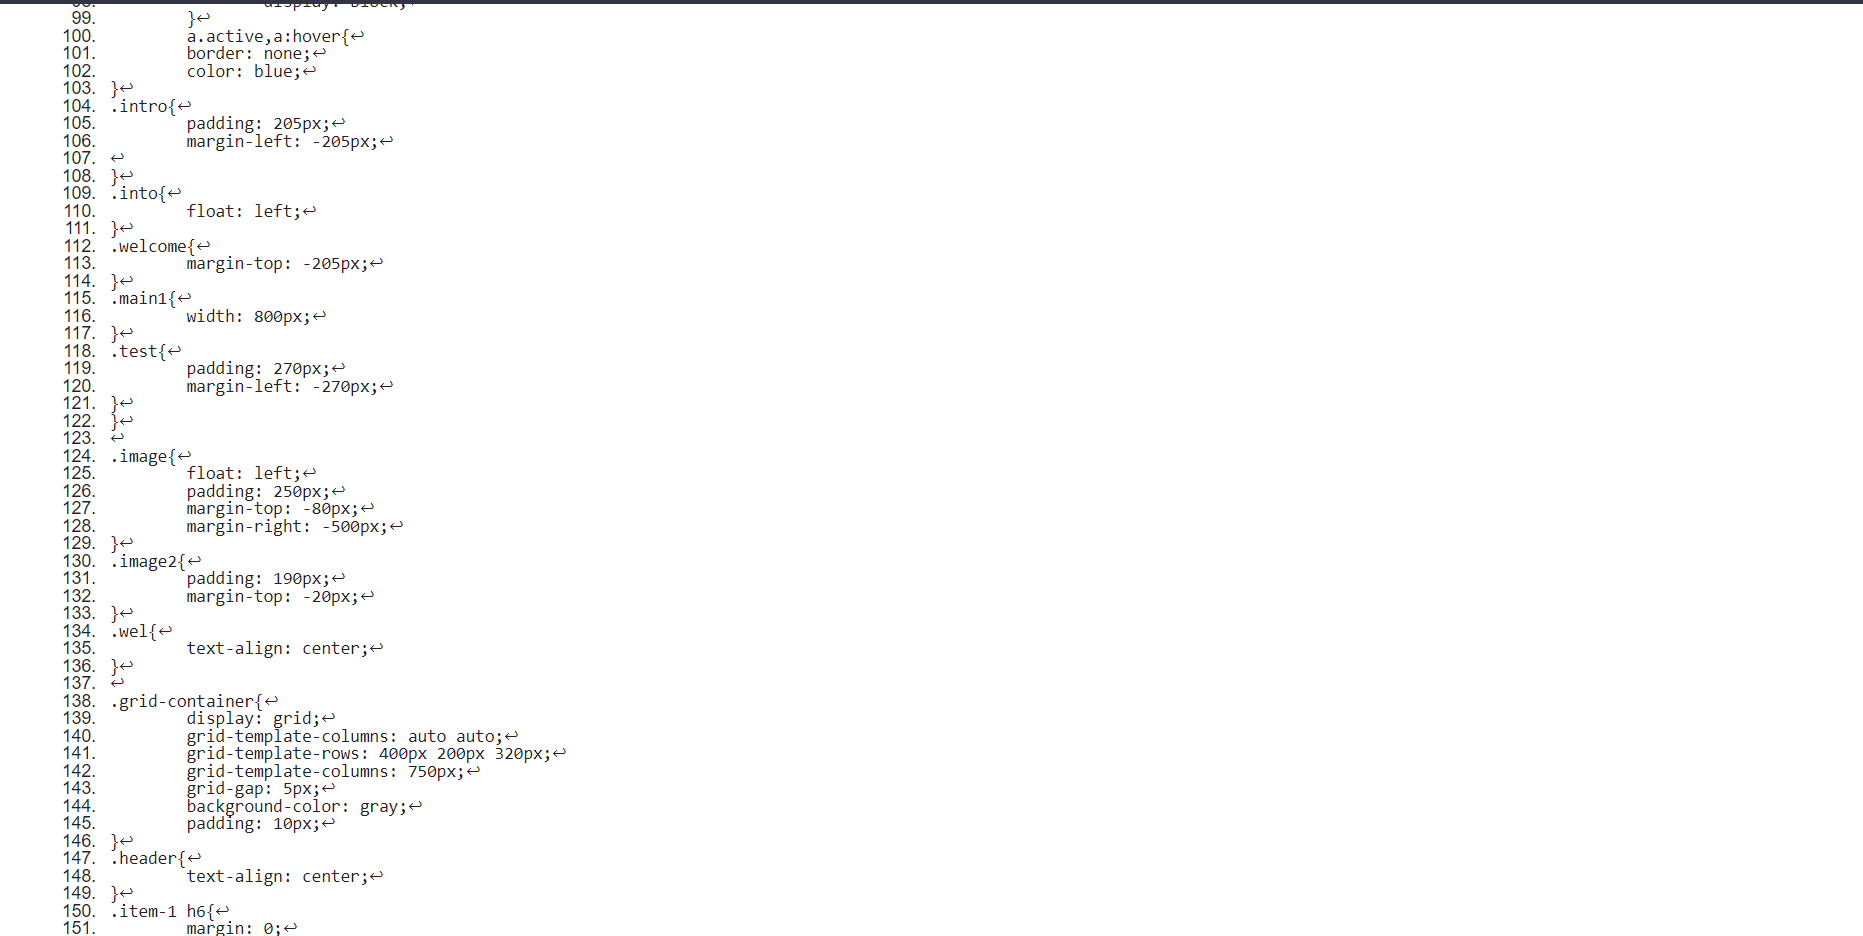 98. display: block;↩
99. }↩
100. a.active,a:hover{↩
101. border: none;↩
102. color: blue;↩
103. }↩
104. .intro{↩
105. padding: 205px;↩
106. margin-left: -205px;↩
107. ↩
108. }↩
109. .into{↩
110. float: left;↩
111. }↩
112. .welcome{↩
113. margin-top: -205px;↩
114. }↩
115. .main1{↩
116. width: 800px;↩
117. }↩
118. .test{↩
119. padding: 270px;↩
120. margin-left: -270px;↩
121. }↩
122. }↩
123. ↩
124. .image{↩
125. float: left;↩
126. padding: 250px;↩
127. margin-top: -80px;↩
128. margin-right: -500px;↩
129. }↩
130. .image2{↩
131. padding: 190px;↩
132. margin-top: -20px;↩
133. }↩
134. .wel{↩
135. text-align: center;↩
136. }↩
137. ↩
138. .grid-container{↩
139. display: grid;↩
140. grid-template-columns: auto auto;↩
141. grid-template-rows: 400px 200px 320px;↩
142. grid-template-columns: 750px;↩
143. grid-gap: 5px;↩
144. background-color: gray;↩
145. padding: 10px;↩
146. }↩
147. .header{↩
148. text-align: center;↩
149. }↩
150. .item-1 h6{↩
151. margin: 0;↩